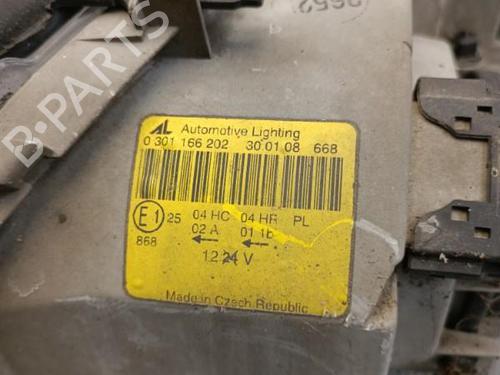 2652
AL Automotive Lighting
0 301 166 202 30 01 08 668
E1 25 04 HC 04 HR PL
868 02 A 01 1B
12 24 V
Made in Czech Republic
B-PARTS